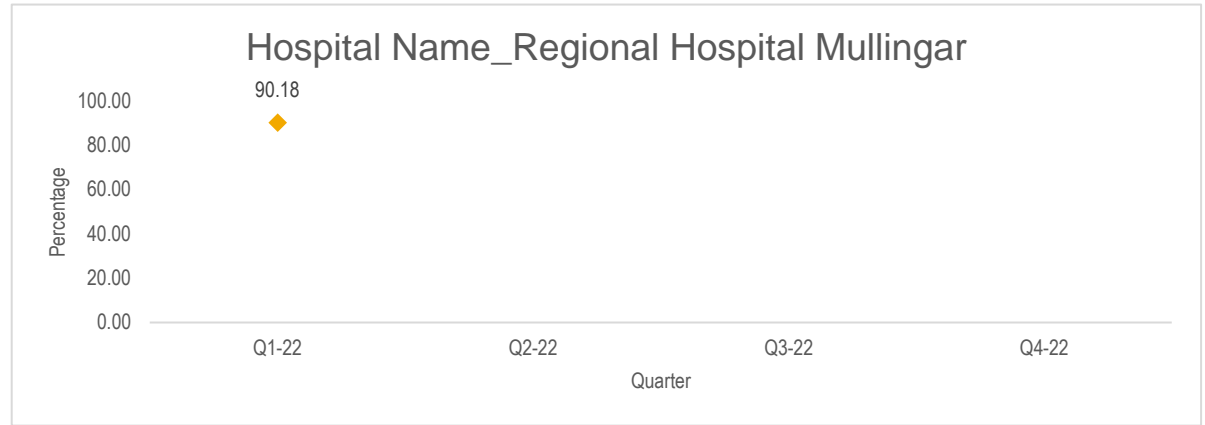 Hospital Name_Regional Hospital Mullingar
90.18
100.00
80.00
60.00
40.00
20.00
0.00
Percentage
Q1-22 Q2-22 Q3-22 Q4-22
Quarter